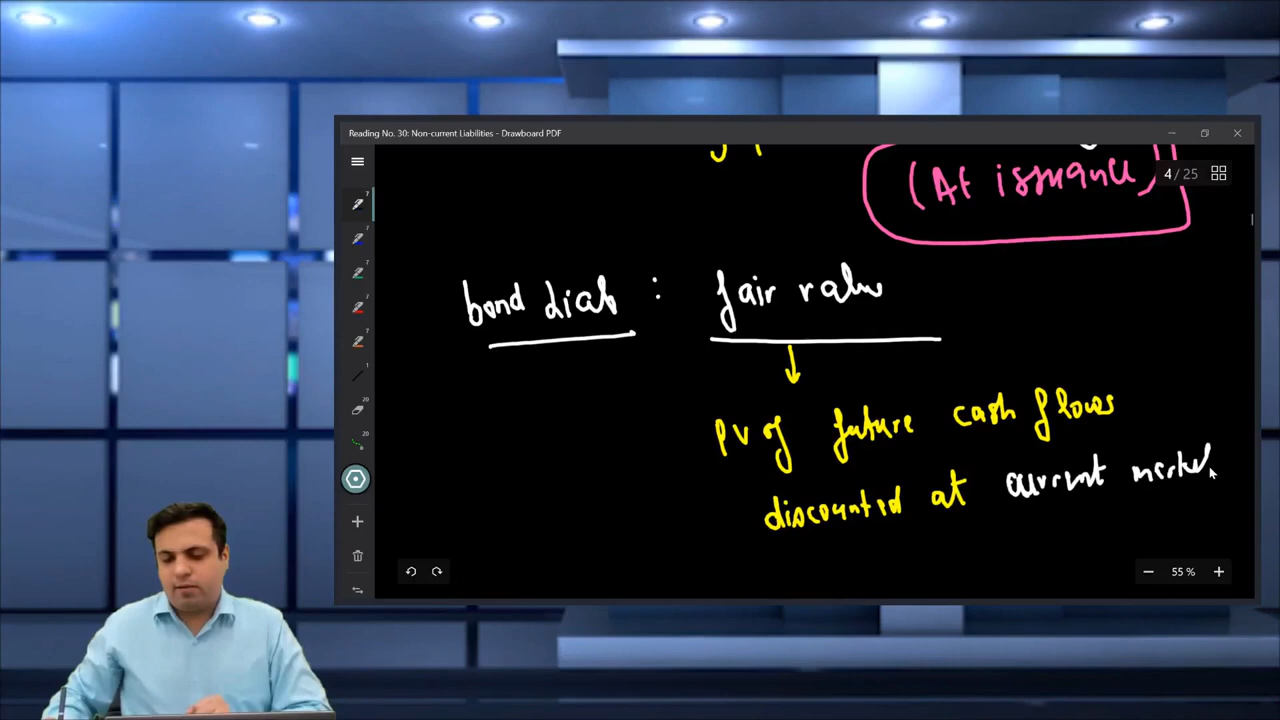 Reading No. 30: Non-current Liabilities - Drawboard PDF
4 / 25
(At issuance)
bond liab : fair value
PV of future cash flows
discounted at current market
55 %